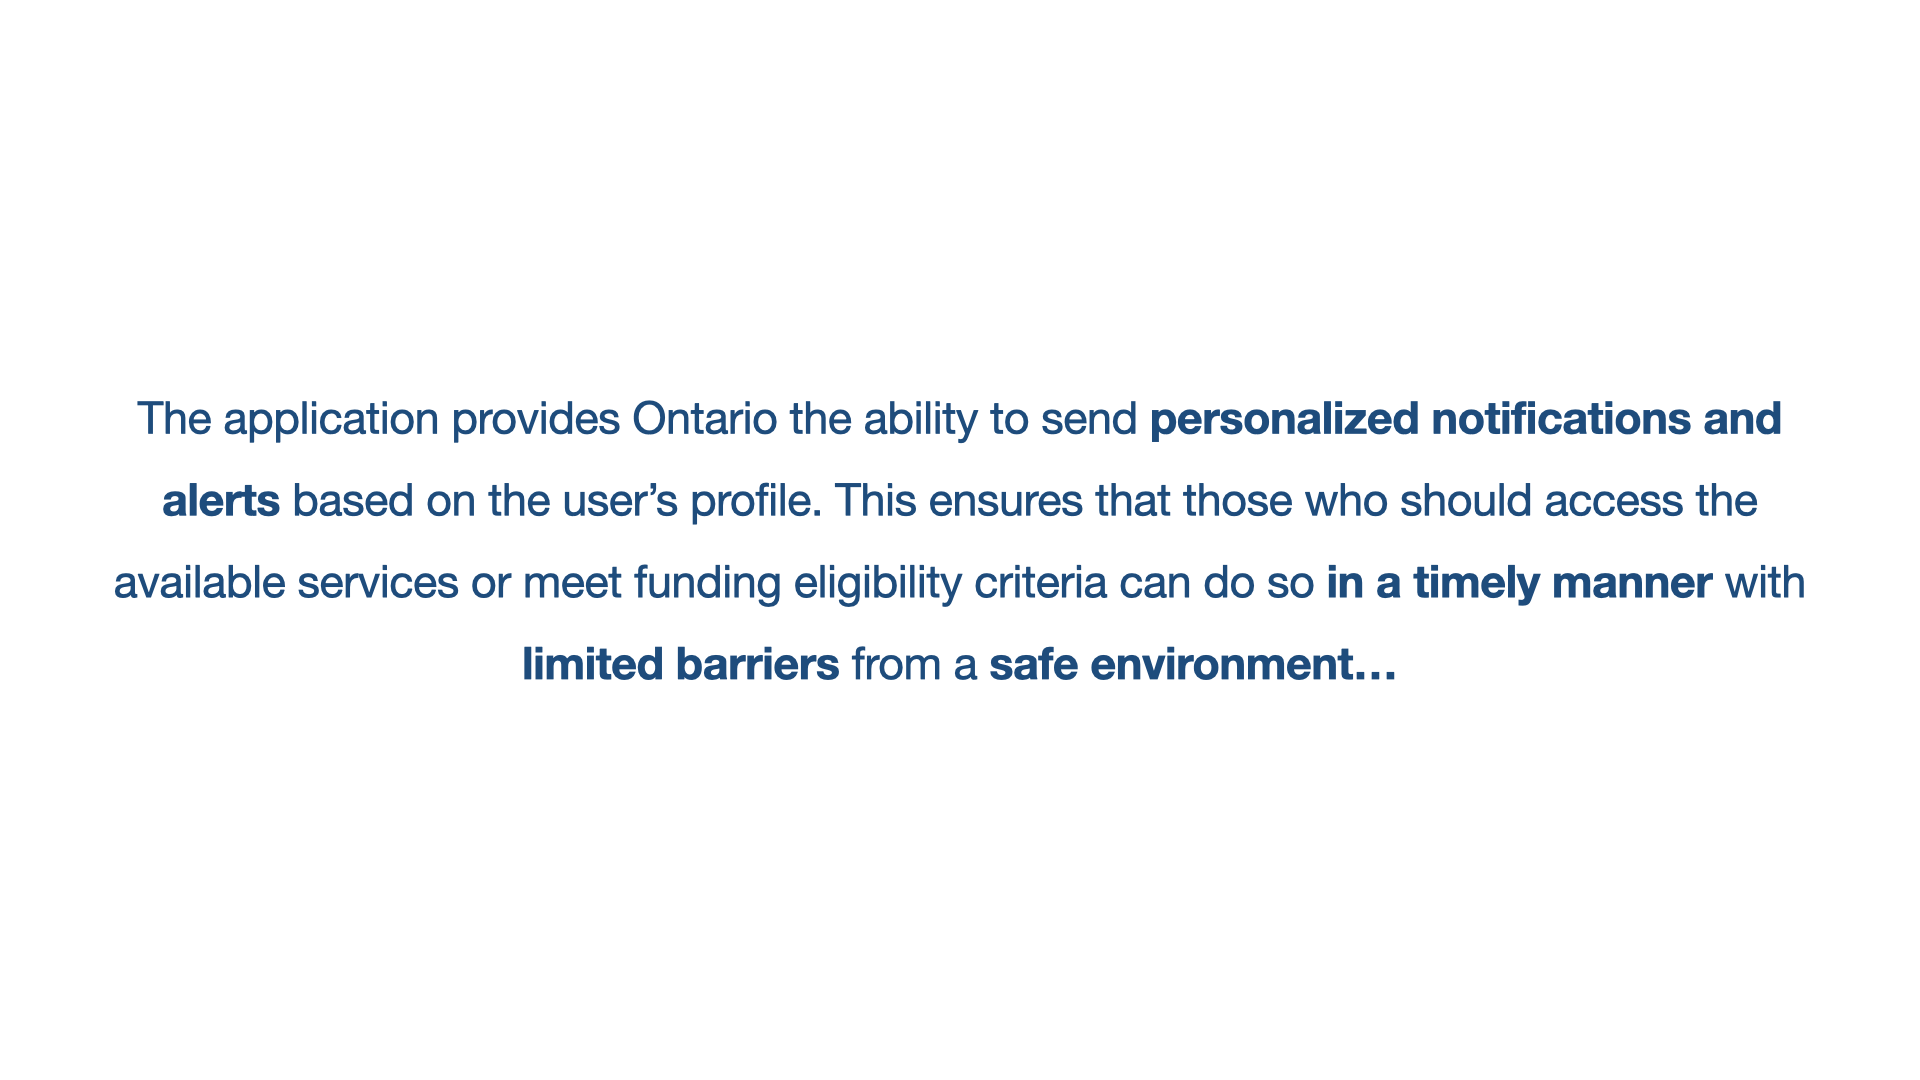 The application provides Ontario the ability to send personalized notifications and
alerts based on the user’s profile. This ensures that those who should access the
available services or meet funding eligibility criteria can do so in a timely manner with
limited barriers from a safe environment…